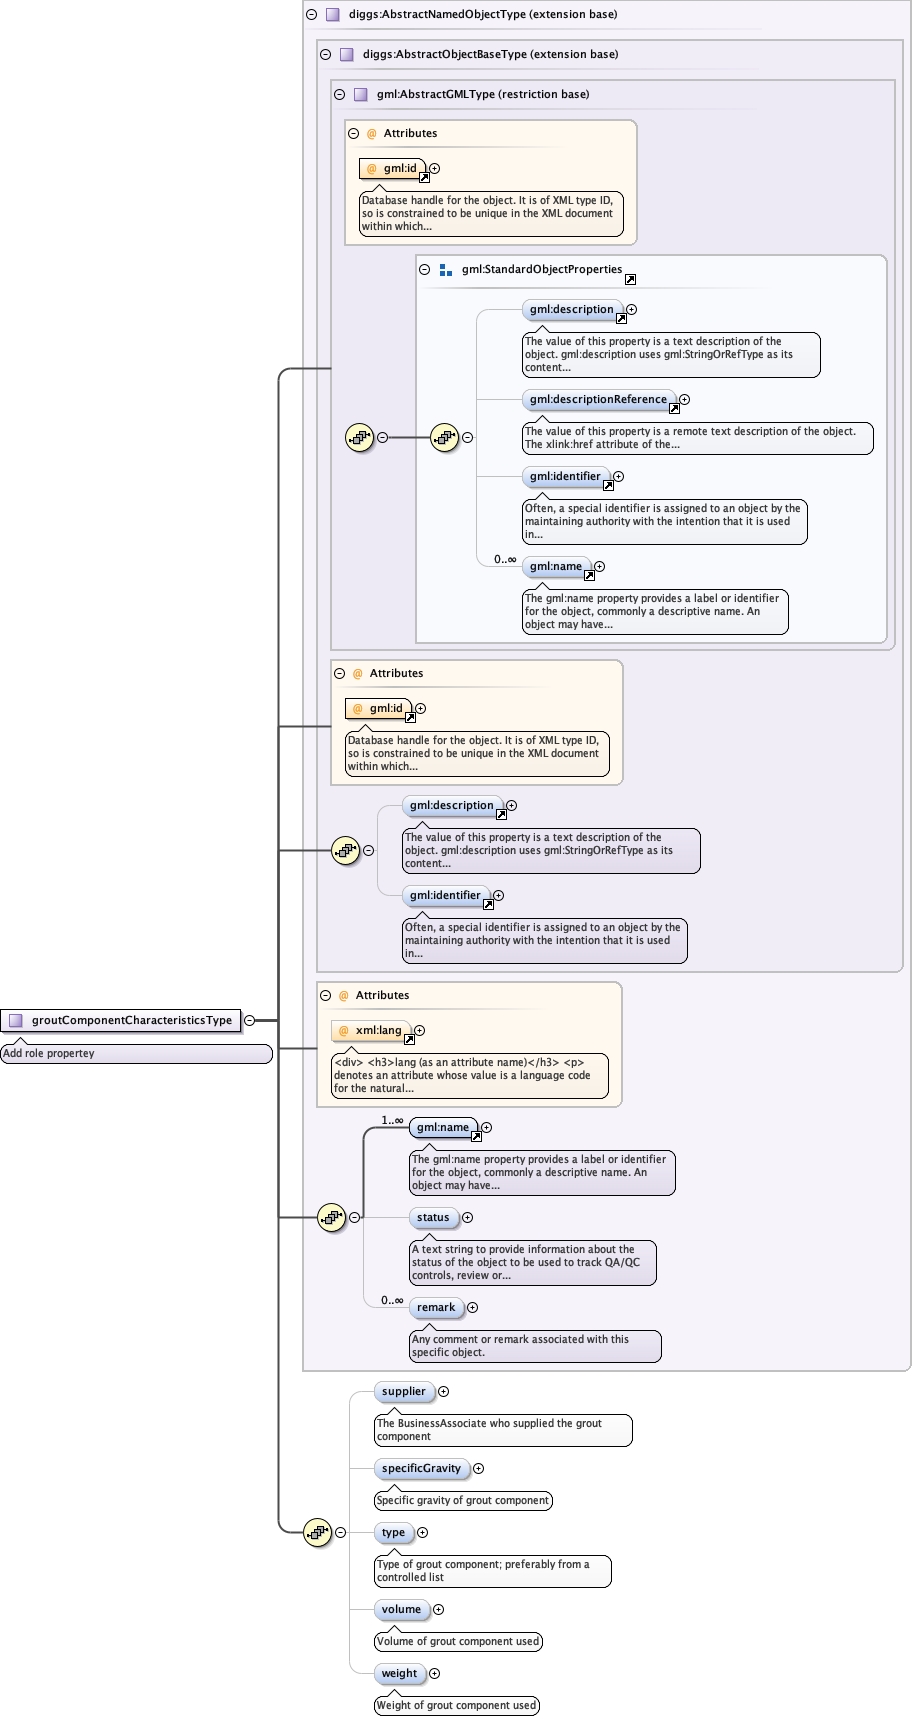 diggs:AbstractNamedObjectType (extension base)
diggs:AbstractObjectBaseType (extension base)
gml:AbstractGMLType (restriction base)
@ Attributes
@ gml:id
Database handle for the object. It is of XML type ID,
so is constrained to be unique in the XML document
within which...
gml:StandardObjectProperties
gml:description
The value of this property is a text description of the
object. gml:description uses gml:StringOrRefType as its
content...
gml:descriptionReference
The value of this property is a remote text description of the object.
The xlink:href attribute of the...
gml:identifier
Often, a special identifier is assigned to an object by the
maintaining authority with the intention that it is used
in...
0..∞
gml:name
The gml:name property provides a label or identifier
for the object, commonly a descriptive name. An
object may have...
@ Attributes
@ gml:id
Database handle for the object. It is of XML type ID,
so is constrained to be unique in the XML document
within which...
gml:description
The value of this property is a text description of the
object. gml:description uses gml:StringOrRefType as its
content...
gml:identifier
Often, a special identifier is assigned to an object by the
maintaining authority with the intention that it is used
in...
@ Attributes
groutComponentCharacteristicsType
Add role propertey
@ xml:lang
<div> <h3>lang (as an attribute name)</h3> <p>
denotes an attribute whose value is a language code
for the natural...
1..∞
gml:name
The gml:name property provides a label or identifier
for the object, commonly a descriptive name. An
object may have...
status
A text string to provide information about the
status of the object to be used to track QA/QC
controls, review or...
0..∞
remark
Any comment or remark associated with this
specific object.
supplier
The BusinessAssociate who supplied the grout
component
specificGravity
Specific gravity of grout component
type
Type of grout component; preferably from a
controlled list
volume
Volume of grout component used
weight
Weight of grout component used